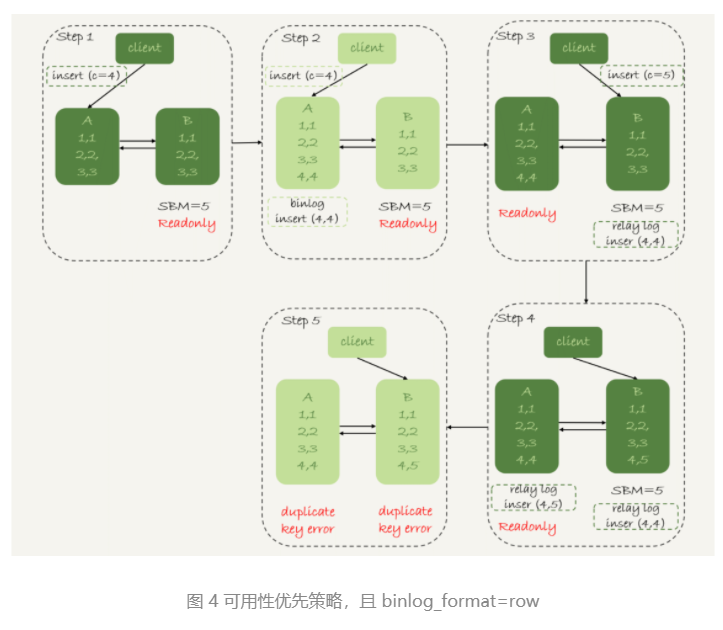 Step 1
client
insert (c=4)
A
1,1
2,2,
3,3
B
1,1
2,2,
3,3
SBM=5
Readonly
Step 2
client
insert (c=4)
A
1,1
2,2
3,3
4,4
binlog
insert (4,4)
B
1,1
2,2
3,3
SBM=5
Readonly
Step 3
client
insert (c=5)
A
1,1
2,2,
3,3
4,4
Readonly
B
1,1
2,2,
3,3
SBM=5
relay log
inser (4,4)
Step 4
client
A
1,1
2,2,
3,3
4,4
relay log
inser (4,5)
Readonly
B
1,1
2,2,
3,3
4,5
SBM=5
relay log
inser (4,4)
Step 5
client
A
1,1
2,2
3,3
4,4
duplicate
key error
B
1,1
2,2
3,3
4,5
duplicate
key error
图 4 可用性优先策略，且 binlog_format=row